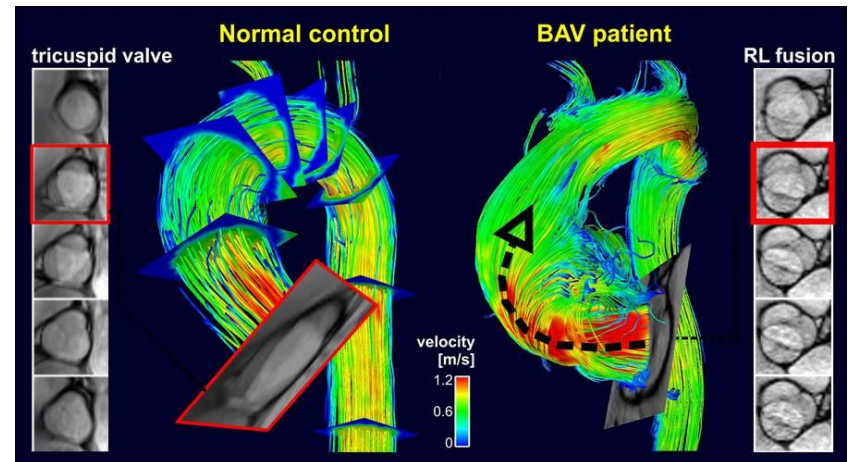 Normal control
BAV patient
tricuspid valve
RL fusion
velocity
[m/s]
1.2
0.6
0